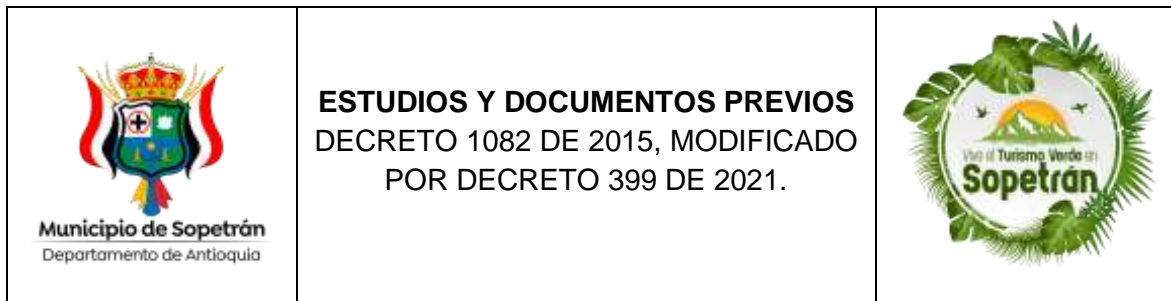 Municipio de Sopetrán
Departamento de Antioquia
ESTUDIOS Y DOCUMENTOS PREVIOS
DECRETO 1082 DE 2015, MODIFICADO
POR DECRETO 399 DE 2021.
Vive el Turismo Verde en
Sopetrán